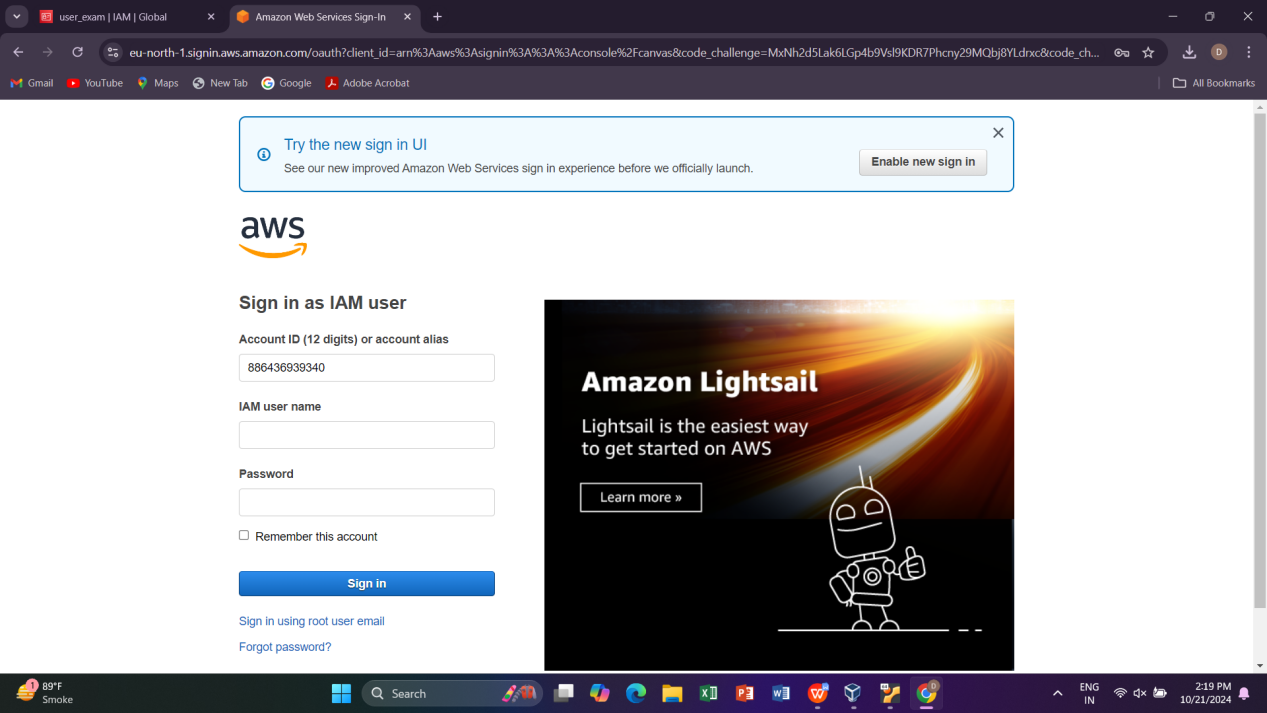 user_exam | IAM | Global
Amazon Web Services Sign-In
eu-north-1.signin.aws.amazon.com/oauth?client_id=arn%3Aaws%3Asignin%3A%3A%3Aconsole%2Fcanvas&code_challenge=MxNh2d5Lak6LGp4b9Vsl9KDR7Phcny29MQbj8YLdrxc&code_ch...
D
Gmail
YouTube
Maps
New Tab
Google
Adobe Acrobat
All Bookmarks
Try the new sign in UI
See our new improved Amazon Web Services sign in experience before we officially launch.
Enable new sign in
aws
Sign in as IAM user
Account ID (12 digits) or account alias
886436939340
IAM user name
Password
Remember this account
Sign in
Sign in using root user email
Forgot password?
Amazon Lightsail
Lightsail is the easiest way
to get started on AWS
Learn more »
1
89°F
Smoke
Search
ENG
IN
2:19 PM
10/21/2024